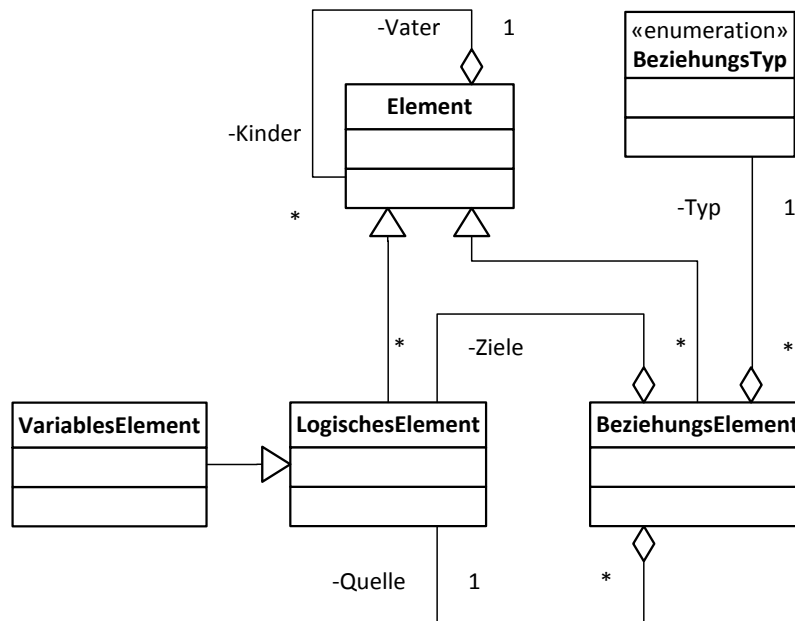 -Vater 1
«enumeration»
BeziehungsTyp
Element
-Kinder
*
-Typ 1
*
-Ziele
*
*
VariablesElement
LogischesElement
BeziehungsElement
-Quelle 1
*